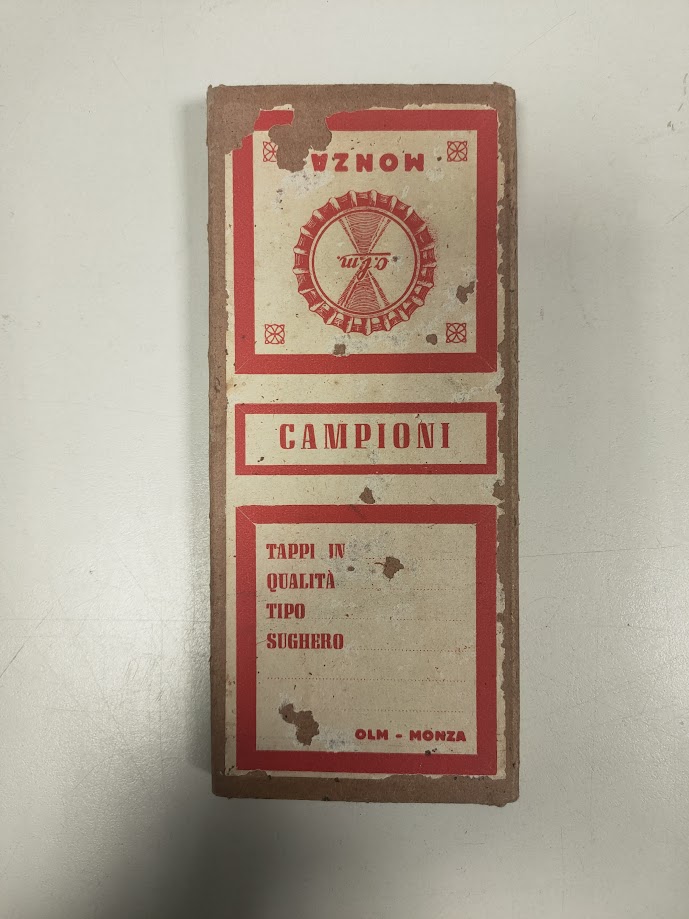 MONZA
o.l.m.
CAMPIONI
TAPPI IN
QUALITÀ
TIPO
SUGHERO
OLM - MONZA